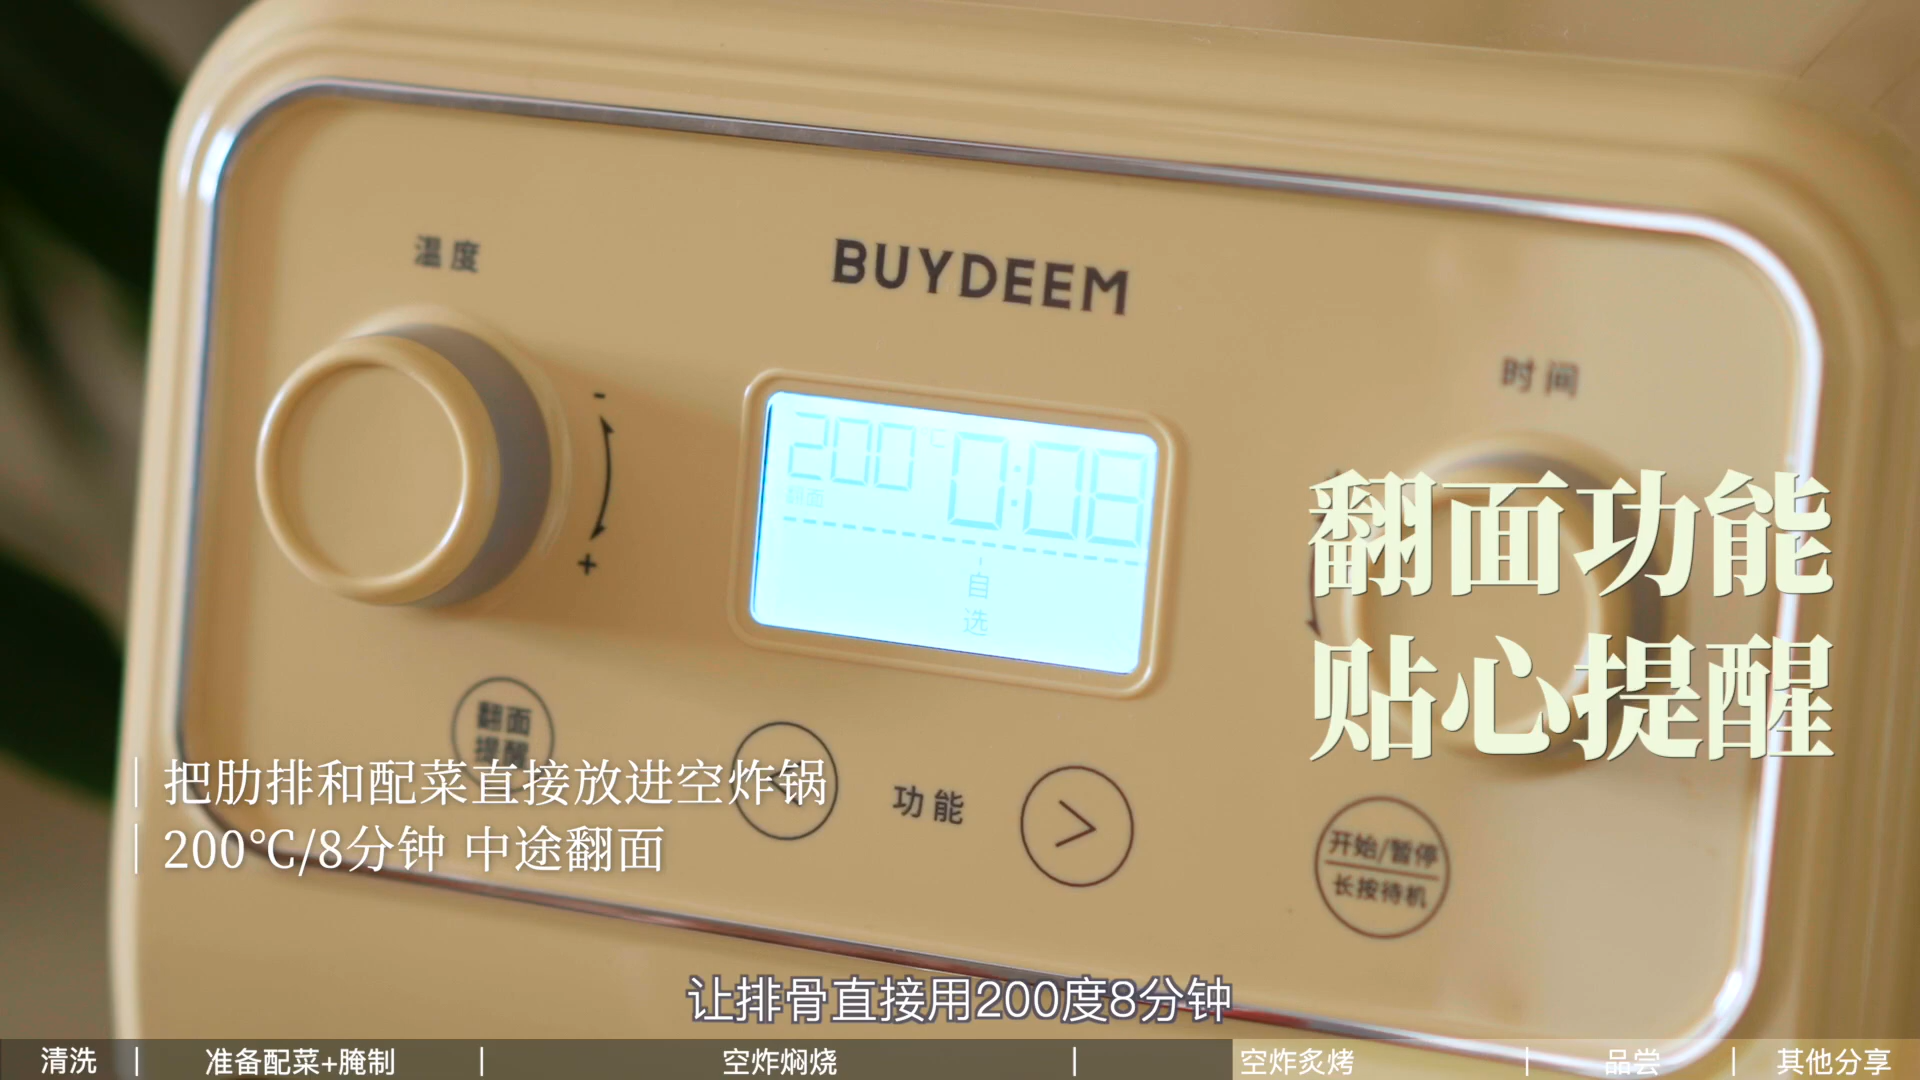 温度
BUYDEEM
时间
-
+
200℃ 0:08
翻面
自
选
翻面功能
贴心提醒
翻面
提醒
<
功能
>
开始/暂停
长按待机
把肋排和配菜直接放进空炸锅
200℃/8分钟 中途翻面
让排骨直接用200度8分钟
清洗 | 准备配菜+腌制 | 空炸焖烧 | 空炸炙烤 | 品尝 | 其他分享